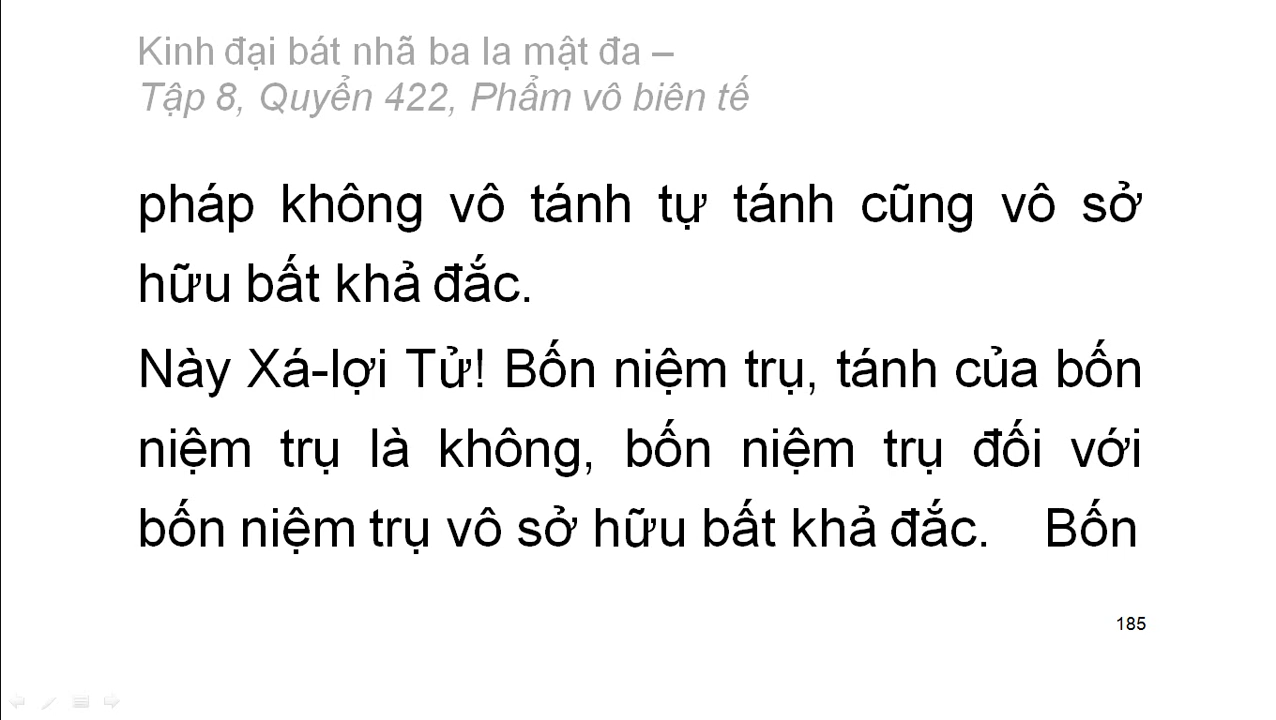 Kinh đại bát nhã ba la mật đa –
Tập 8, Quyển 422, Phẩm vô biên tế
pháp không vô tánh tự tánh cũng vô sở
hữu bất khả đắc.
Này Xá-lợi Tử! Bốn niệm trụ, tánh của bốn
niệm trụ là không, bốn niệm trụ đối với
bốn niệm trụ vô sở hữu bất khả đắc. Bốn
185